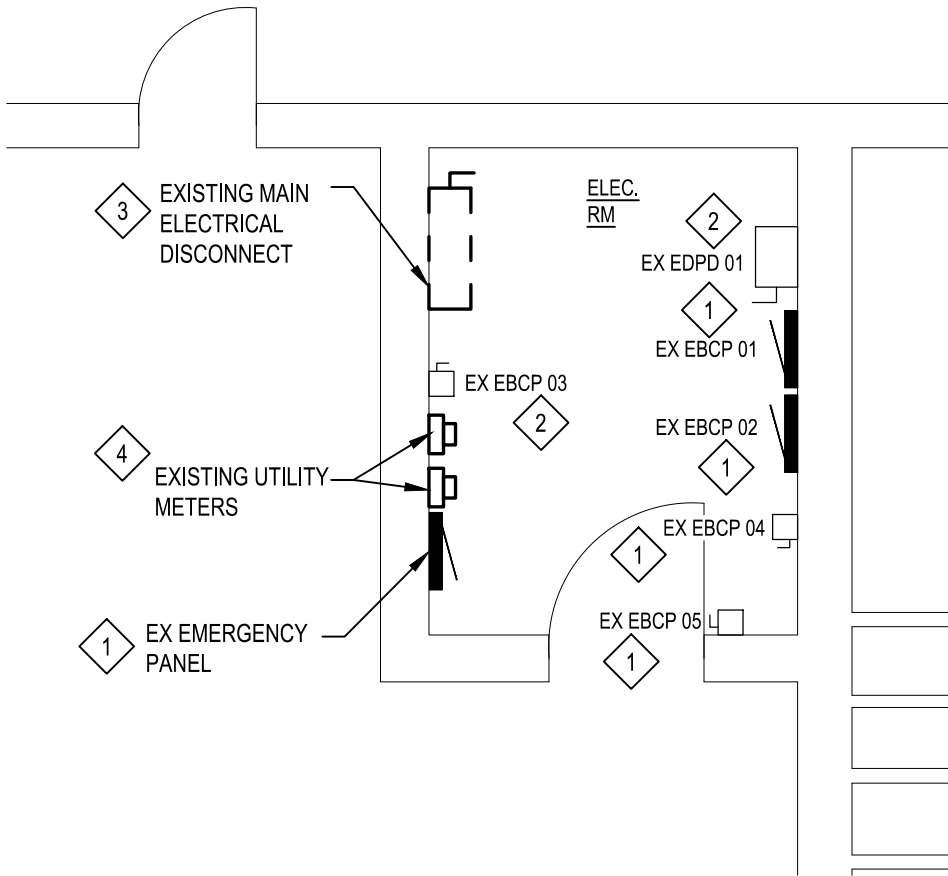 3
EXISTING MAIN
ELECTRICAL
DISCONNECT
ELEC.
RM
2
EX EDPD 01
1
EX EBCP 01
EX EBCP 03
2
EX EBCP 02
1
4
EXISTING UTILITY
METERS
EX EBCP 04
1
1
EX EMERGENCY
PANEL
EX EBCP 05
1